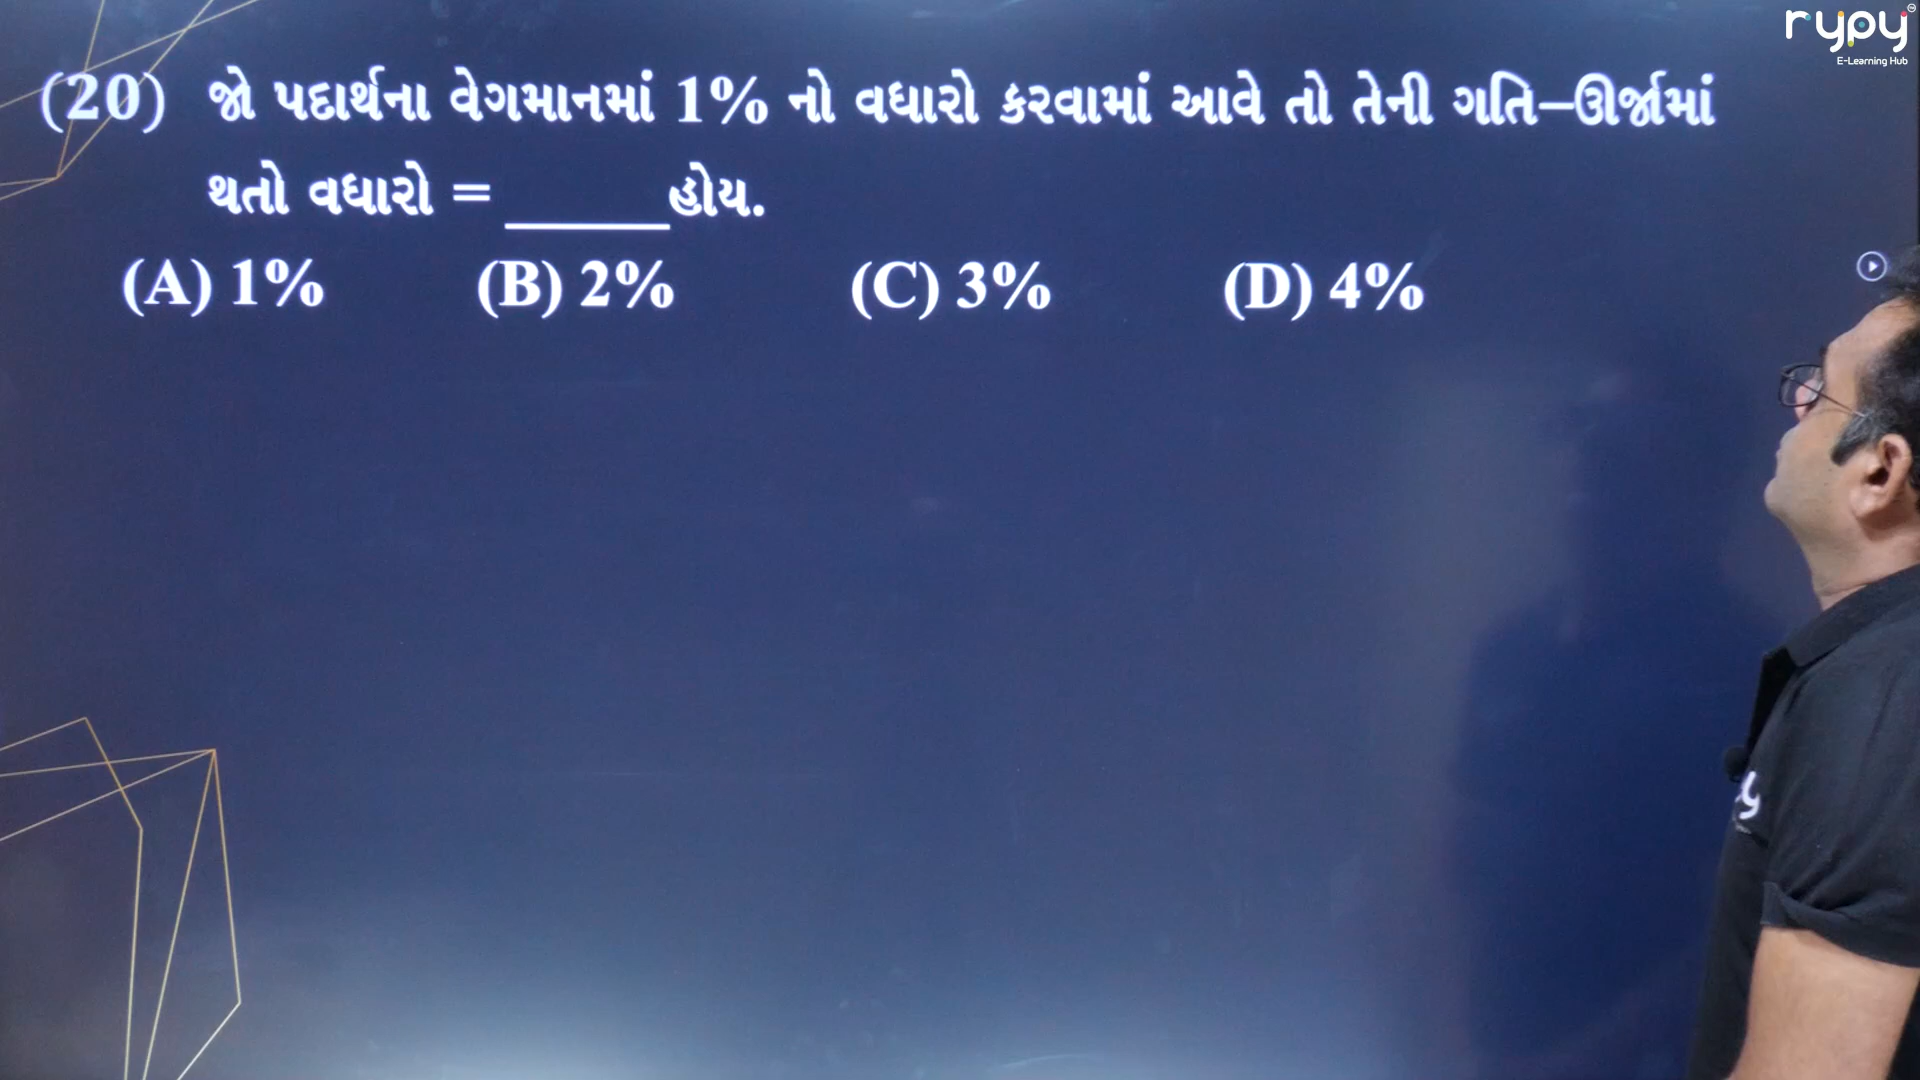 rypy
E-Learning Hub
(20) જો પદાર્થના વેગમાનમાં 1% નો વધારો કરવામાં આવે તો તેની ગતિ–ઊર્જામાં
થતો વધારો = ______હોય.
(A) 1% (B) 2% (C) 3% (D) 4%